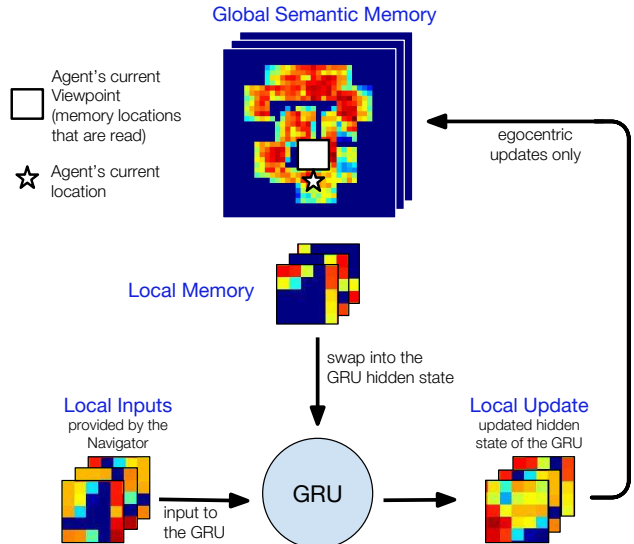 Global Semantic Memory
Agent's current
Viewpoint
(memory locations
that are read)
Agent's current
location
egocentric
updates only
Local Memory
swap into the
GRU hidden state
Local Inputs
provided by the
Navigator
input to
the GRU
GRU
Local Update
updated hidden
state of the GRU